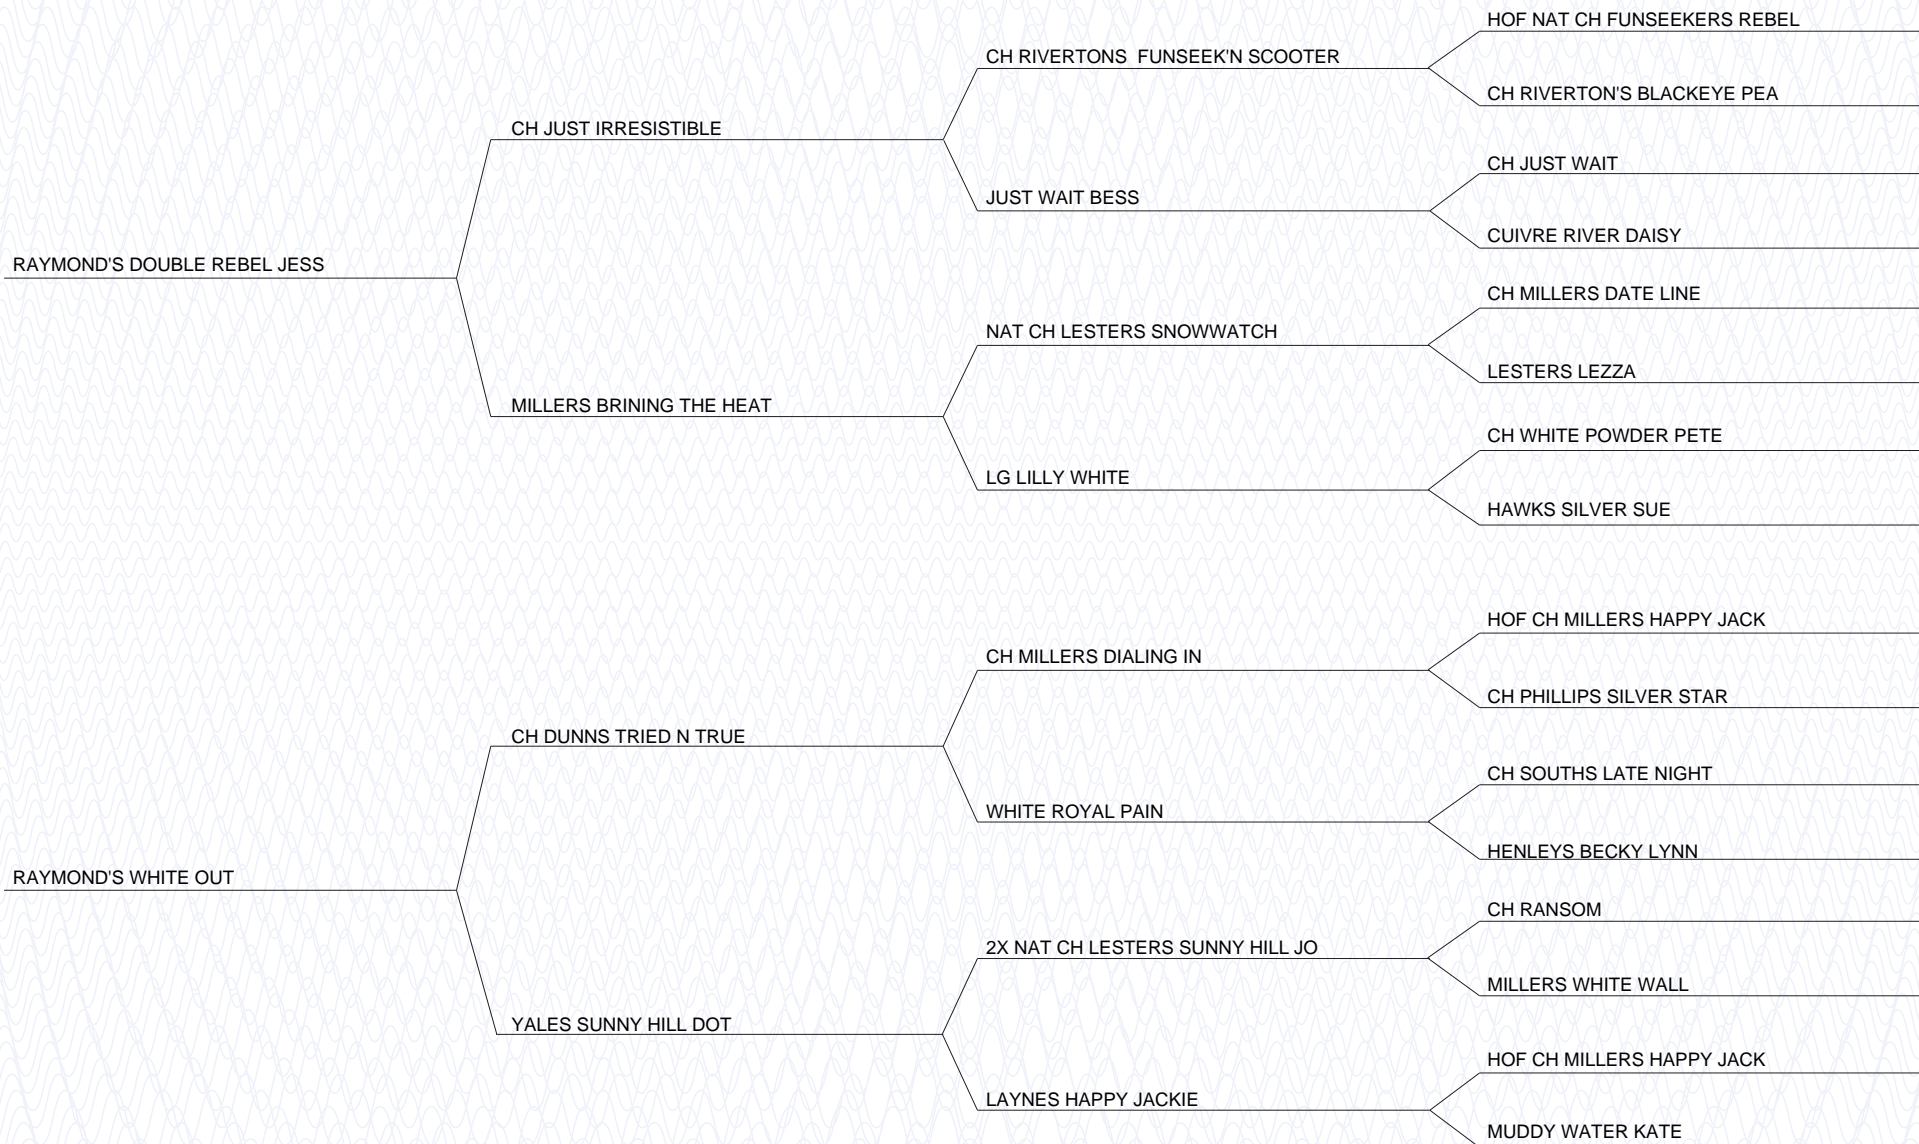 HOF NAT CH FUNSEEKERS REBEL
CH RIVERTONS  FUNSEEK'N SCOOTER
CH RIVERTON'S BLACKEYE PEA
CH JUST IRRESISTIBLE
CH JUST WAIT
JUST WAIT BESS
CUIVRE RIVER DAISY
RAYMOND'S DOUBLE REBEL JESS
CH MILLERS DATE LINE
NAT CH LESTERS SNOWWATCH
LESTERS LEZZA
MILLERS BRINING THE HEAT
CH WHITE POWDER PETE
LG LILLY WHITE
HAWKS SILVER SUE
HOF CH MILLERS HAPPY JACK
CH MILLERS DIALING IN
CH PHILLIPS SILVER STAR
CH DUNNS TRIED N TRUE
CH SOUTHS LATE NIGHT
WHITE ROYAL PAIN
HENLEYS BECKY LYNN
RAYMOND'S WHITE OUT
CH RANSOM
2X NAT CH LESTERS SUNNY HILL JO
MILLERS WHITE WALL
YALES SUNNY HILL DOT
HOF CH MILLERS HAPPY JACK
LAYNES HAPPY JACKIE
MUDDY WATER KATE